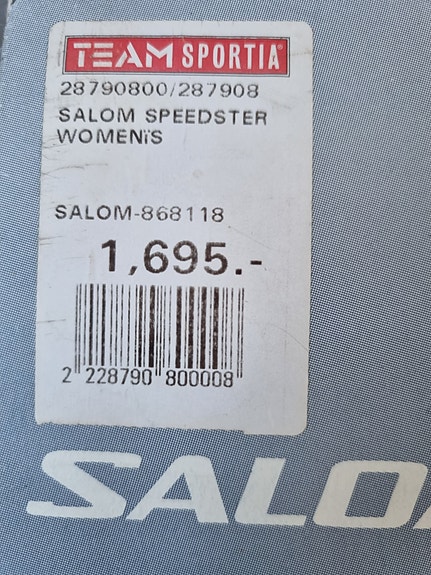 TEAM SPORTIA
28790800/287908
SALOM SPEEDSTER
WOMENïS
SALOM-868118
1,695.-
2 228790 800008
SALO